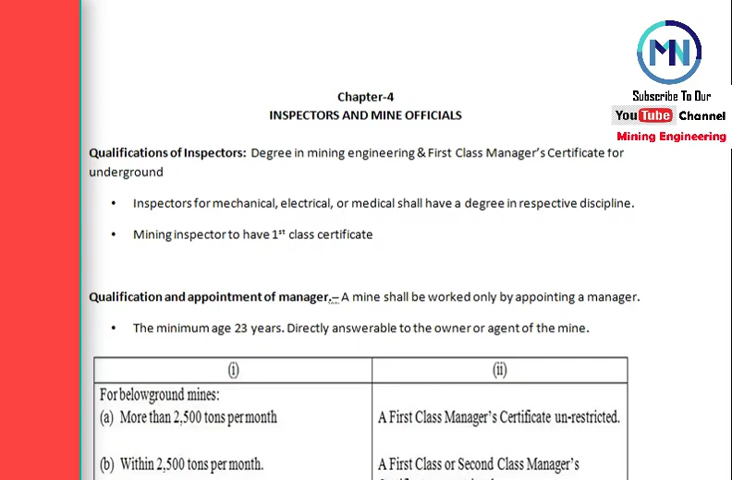 MN
Subscribe To Our
YouTube Channel
Mining Engineering
Chapter-4
INSPECTORS AND MINE OFFICIALS
Qualifications of Inspectors: Degree in mining engineering & First Class Manager's Certificate for
underground
• Inspectors for mechanical, electrical, or medical shall have a degree in respective discipline.
• Mining inspector to have 1st class certificate
Qualification and appointment of manager.– A mine shall be worked only by appointing a manager.
• The minimum age 23 years. Directly answerable to the owner or agent of the mine.
(i) (ii)
For belowground mines:
(a) More than 2,500 tons per month A First Class Manager's Certificate un-restricted.
(b) Within 2,500 tons per month. A First Class or Second Class Manager's